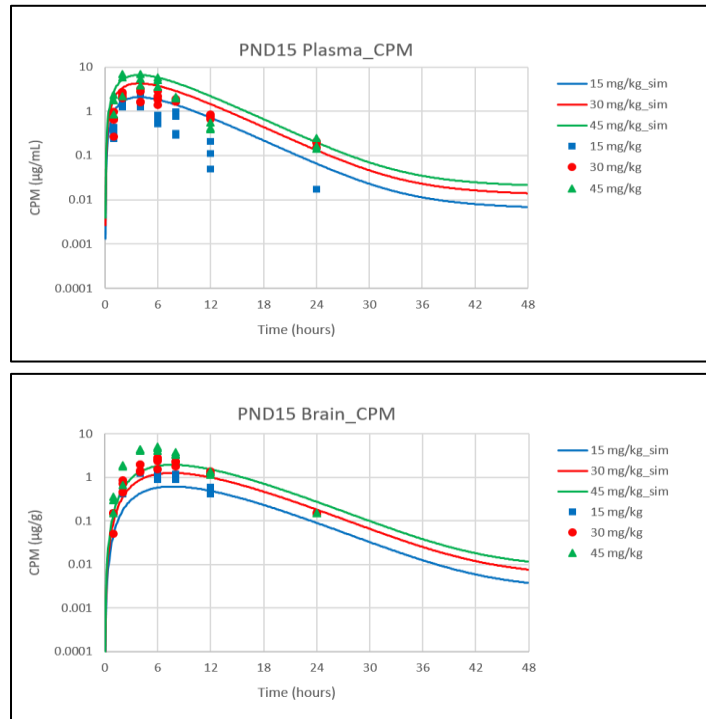 PND15 Plasma_CPM
CPM (µg/mL)
10
1
0.1
0.01
0.001
0.0001
0 6 12 18 24 30 36 42 48
Time (hours)
15 mg/kg_sim
30 mg/kg_sim
45 mg/kg_sim
15 mg/kg
30 mg/kg
45 mg/kg
PND15 Brain_CPM
CPM (µg/g)
10
1
0.1
0.01
0.001
0.0001
0 6 12 18 24 30 36 42 48
Time (hours)
15 mg/kg_sim
30 mg/kg_sim
45 mg/kg_sim
15 mg/kg
30 mg/kg
45 mg/kg